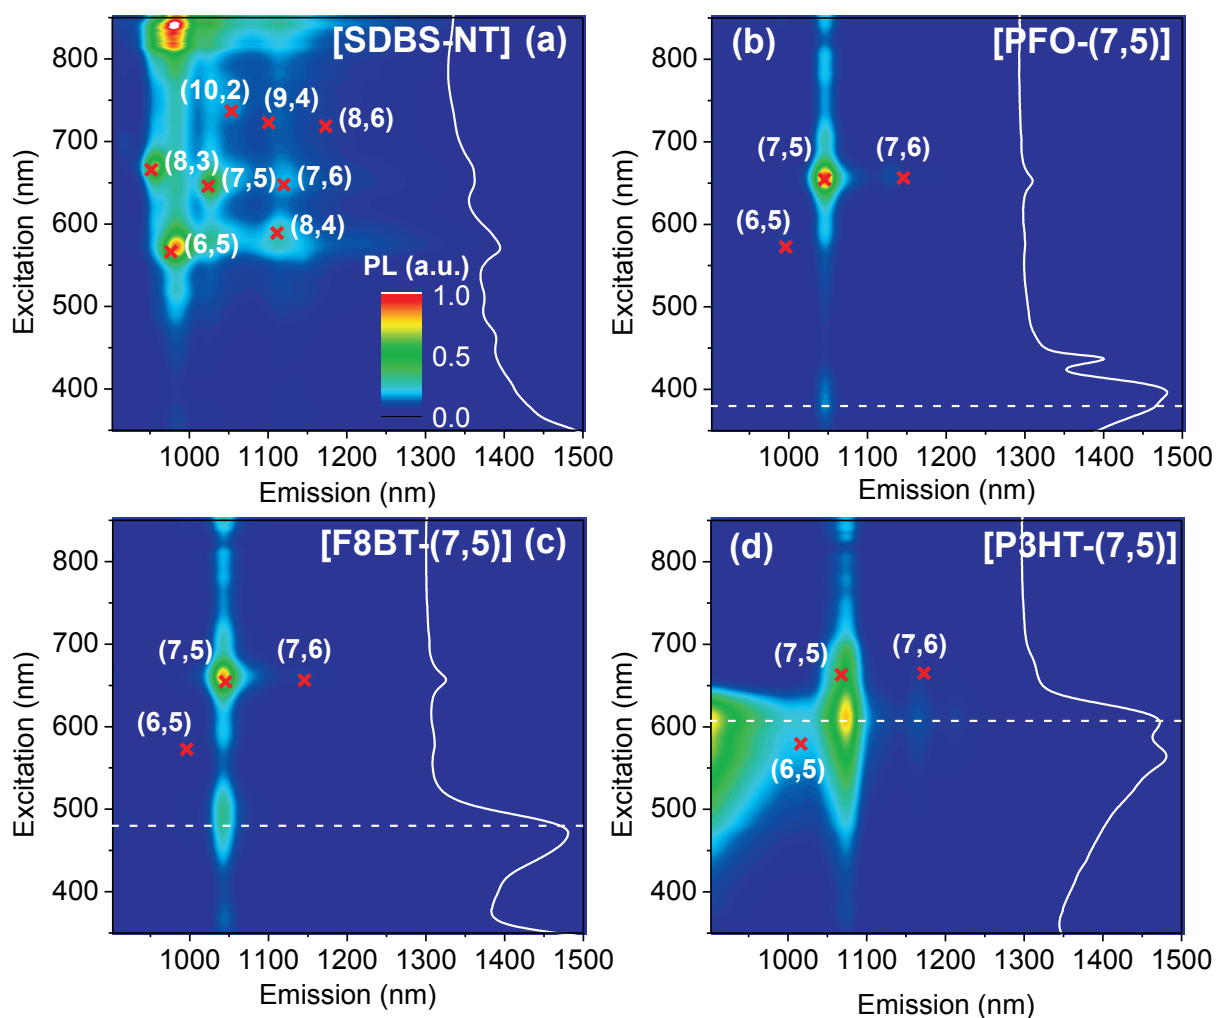 [SDBS-NT] (a)
(10,2)
(9,4)
(8,6)
(8,3)
(7,5)
(7,6)
(6,5)
(8,4)
PL (a.u.)
1.0
0.5
0.0
800
700
600
500
400
Excitation (nm)
1000 1100 1200 1300 1400 1500
Emission (nm)
(b) [PFO-(7,5)]
(7,5)
(7,6)
(6,5)
800
700
600
500
400
Excitation (nm)
1000 1100 1200 1300 1400 1500
Emission (nm)
[F8BT-(7,5)] (c)
(7,5)
(7,6)
(6,5)
800
700
600
500
400
Excitation (nm)
1000 1100 1200 1300 1400 1500
Emission (nm)
(d) [P3HT-(7,5)]
(7,5)
(7,6)
(6,5)
800
700
600
500
400
Excitation (nm)
1000 1100 1200 1300 1400 1500
Emission (nm)